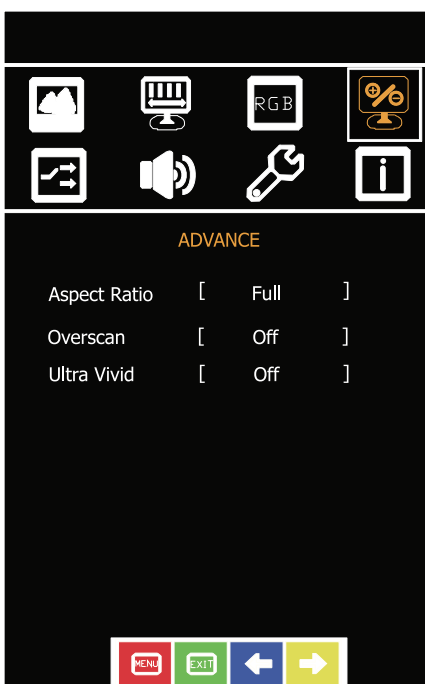 RGB
ADVANCE
Aspect Ratio [ Full ]
Overscan [ Off ]
Ultra Vivid [ Off ]
MENU EXIT